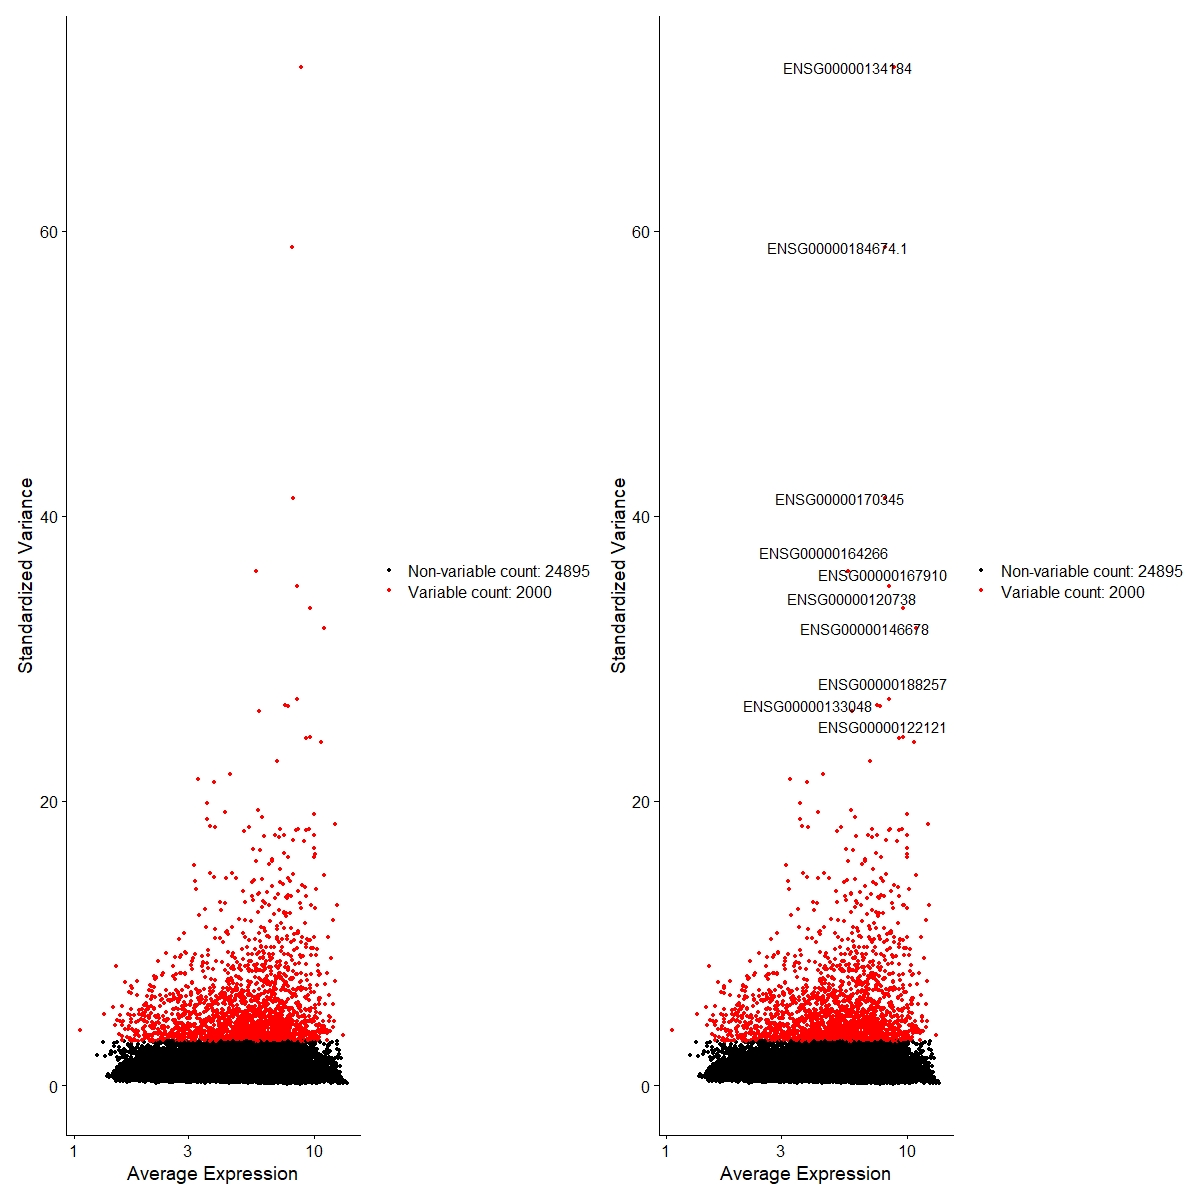 Standardized Variance
60
40
20
0
1
3
10
Average Expression
Non-variable count: 24895
Variable count: 2000
Standardized Variance
60
40
20
0
1
3
10
Average Expression
ENSG00000134184
ENSG00000184674.1
ENSG00000170345
ENSG00000164266
ENSG00000167910
ENSG00000120738
ENSG00000146678
ENSG00000188257
ENSG00000133048
ENSG00000122121
Non-variable count: 24895
Variable count: 2000